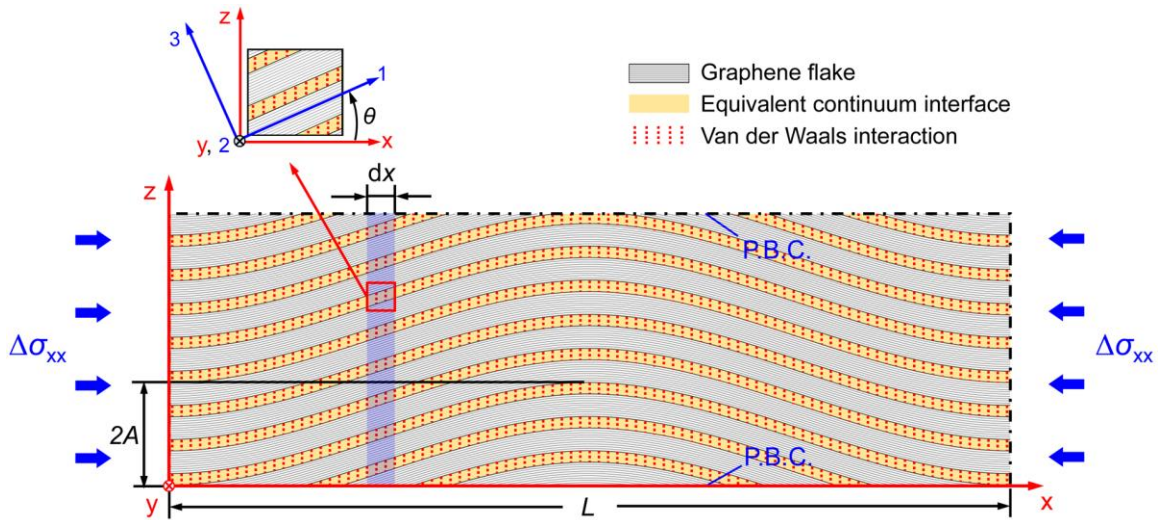 z
3
1
θ
y, 2
x
Graphene flake
Equivalent continuum interface
Van der Waals interaction
dx
z
P.B.C.
Δσxx
Δσxx
2A
P.B.C.
y
L
x